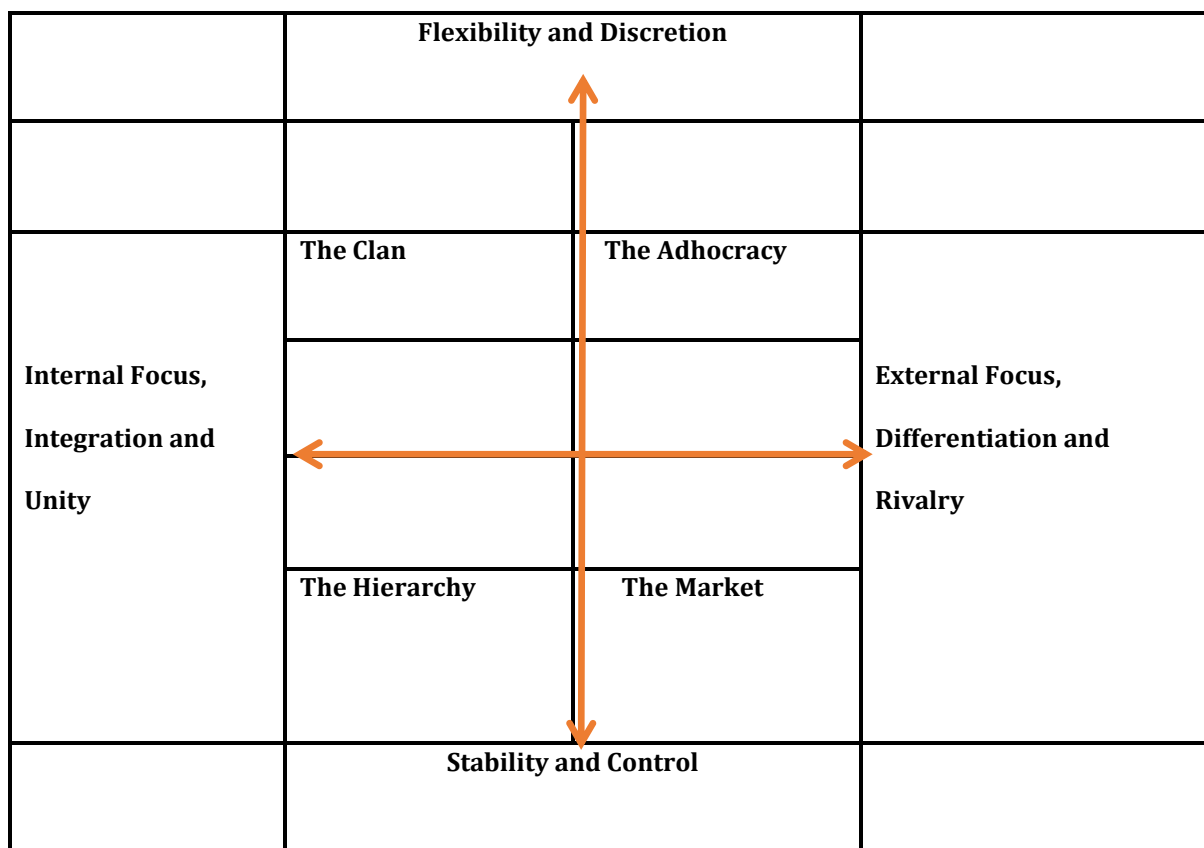 Flexibility and Discretion
The Clan
The Adhocracy
Internal Focus,
Integration and
Unity
External Focus,
Differentiation and
Rivalry
The Hierarchy
The Market
Stability and Control